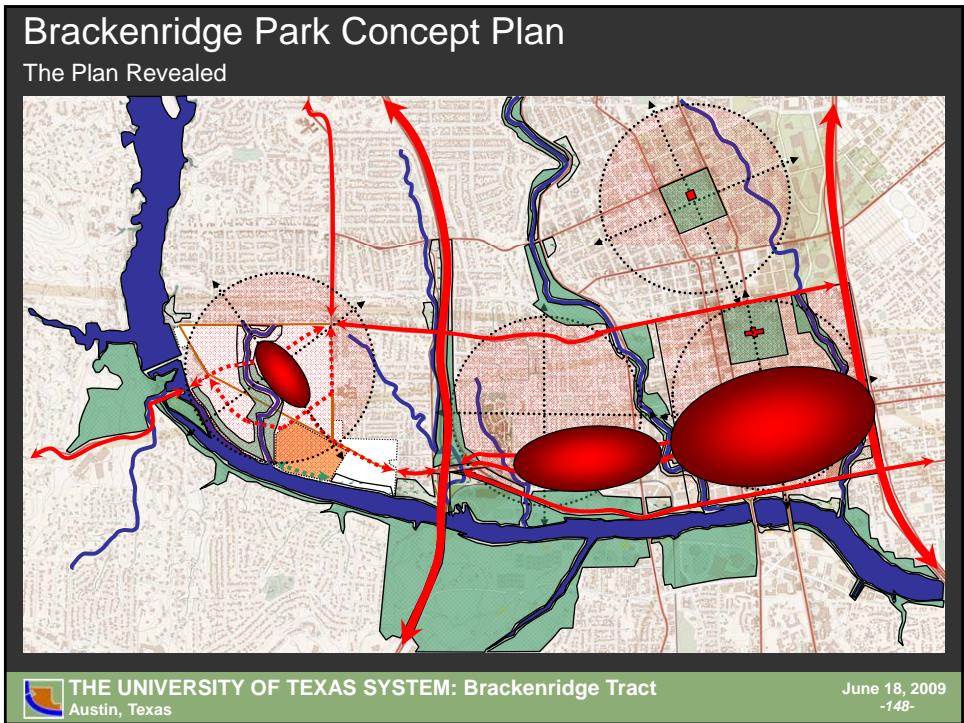 Brackenridge Park Concept Plan
The Plan Revealed
THE UNIVERSITY OF TEXAS SYSTEM: Brackenridge Tract
Austin, Texas
June 18, 2009
-148-